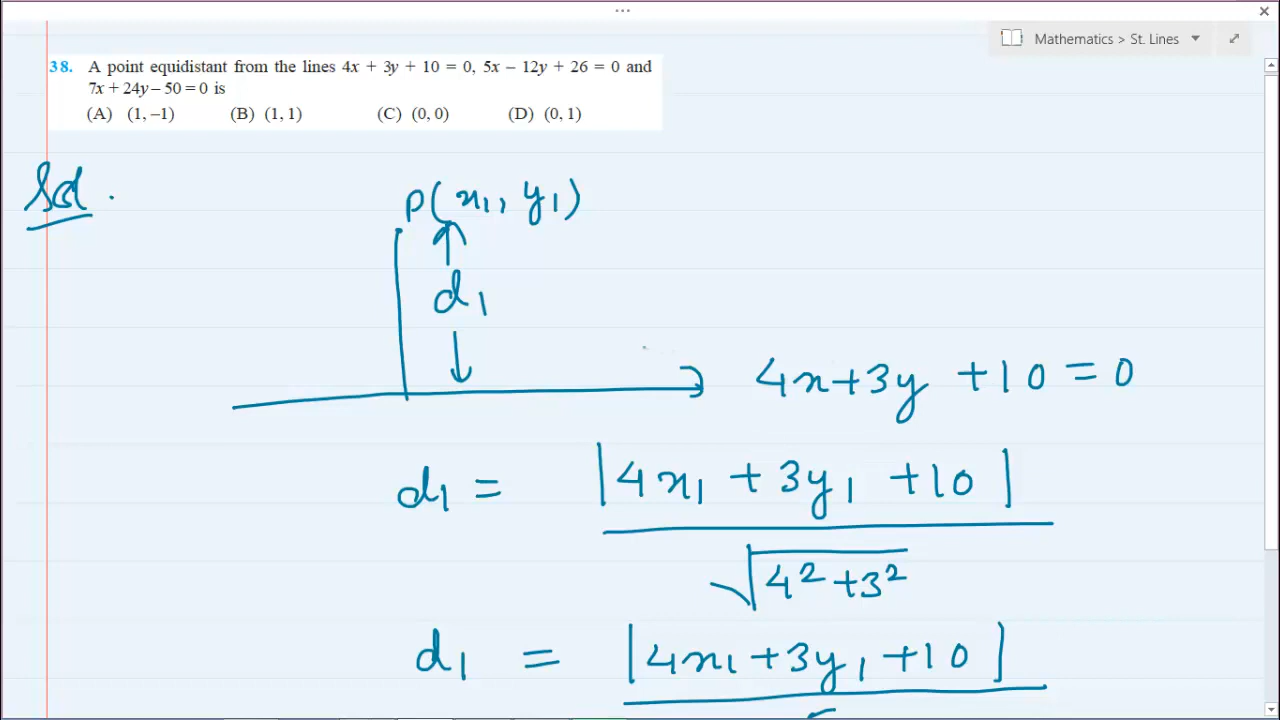 Mathematics > St. Lines
38. A point equidistant from the lines 4x + 3y + 10 = 0, 5x – 12y + 26 = 0 and
7x + 24y – 50 = 0 is
(A) (1, –1) (B) (1, 1) (C) (0, 0) (D) (0, 1)
Sol.
P(x₁, y₁)
d₁
4x+3y +10 = 0
d₁ = |4x₁ + 3y₁ +10|
√4² +3²
d₁ = |4x₁ +3y₁ +10|